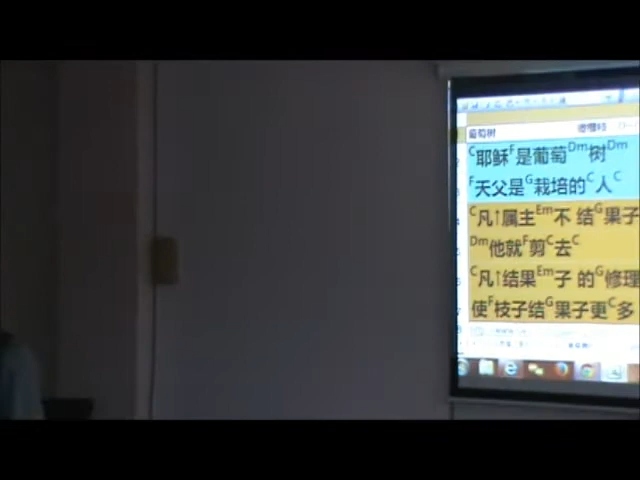 葡萄树
C耶稣F是葡萄Dm树Dm
F天父是G栽培的C人C
C凡↑属主Em不 结G果子
Dm他就F剪C去C
C凡↑结果Em子 的G修理
使F枝子结G果子更C多